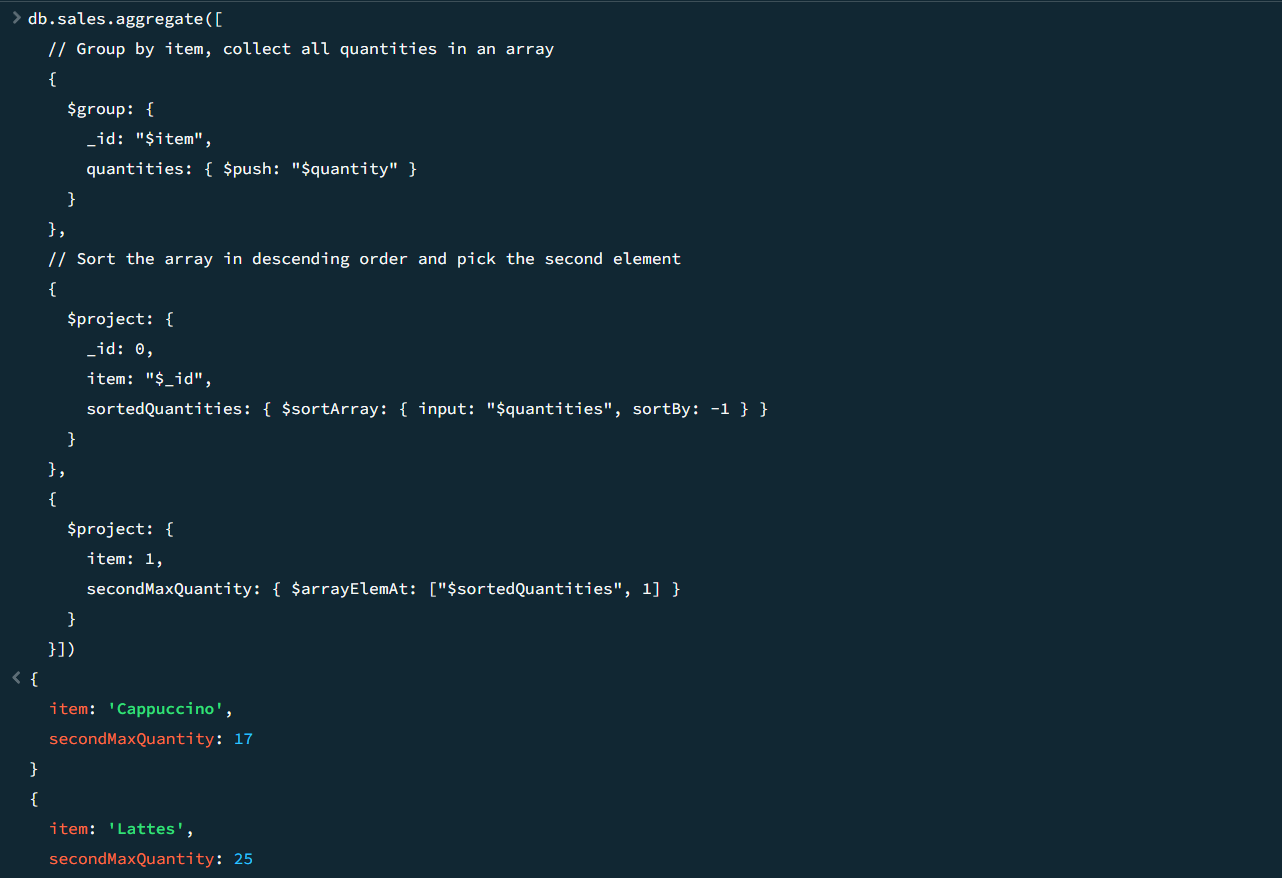 db.sales.aggregate([
// Group by item, collect all quantities in an array
{
$group: {
_id: "$item",
quantities: { $push: "$quantity" }
}
},
// Sort the array in descending order and pick the second element
{
$project: {
_id: 0,
item: "$_id",
sortedQuantities: { $sortArray: { input: "$quantities", sortBy: -1 } }
}
},
{
$project: {
item: 1,
secondMaxQuantity: { $arrayElemAt: ["$sortedQuantities", 1] }
}
}])
{
item: 'Cappuccino',
secondMaxQuantity: 17
}
{
item: 'Lattes',
secondMaxQuantity: 25